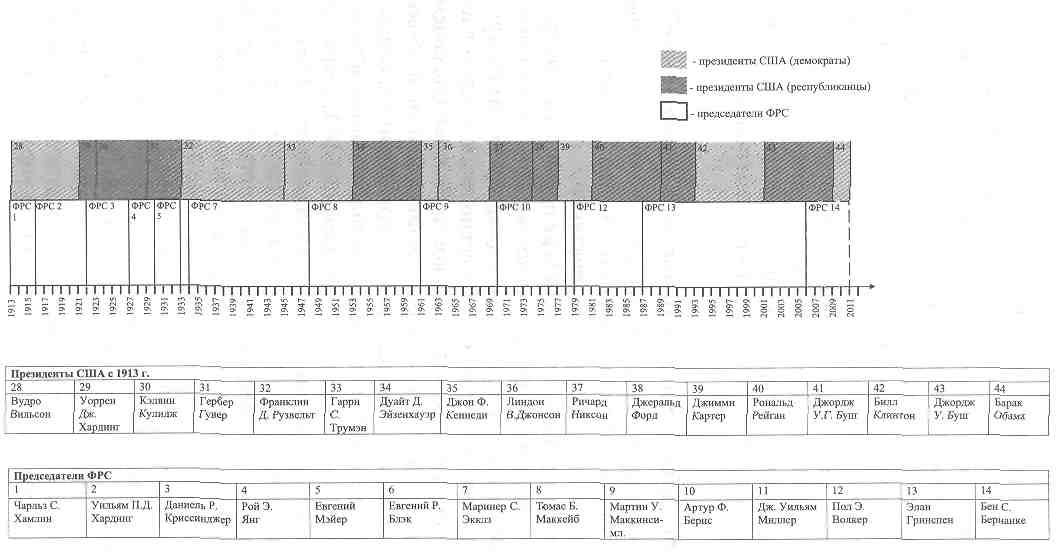 - президенты США (демократы)
- президенты США (республиканцы)
- председатели ФРС
28 29 30 31 32 33 34 35 36 37 38 39 40 41 42 43 44
ФРС 1 ФРС 2 ФРС 3 ФРС 4 ФРС 5 ФРС 7 ФРС 8 ФРС 9 ФРС 10 ФРС 12 ФРС 13 ФРС 14
1913 1915 1917 1919 1921 1923 1925 1927 1929 1931 1933 1935 1937 1939 1941 1943 1945 1947 1949 1951 1953 1955 1957 1959 1961 1963 1965 1967 1969 1971 1973 1975 1977 1979 1981 1983 1985 1987 1989 1991 1993 1995 1997 1999 2001 2003 2005 2007 2009 2011
Президенты США с 1913 г.
28 29 30 31 32 33 34 35 36 37 38 39 40 41 42 43 44
Вудро Уоррен Кэлвин Гербер Франклин Гарри Дуайт Д. Джон Ф. Линдон Ричард Джеральд Джимми Рональд Джордж Билл Джордж Барак
Вильсон Дж. Кулидж Гувер Д. Рузвельт С. Эйзенхауэр Кеннеди В.Джонсон Никсон Форд Картер Рейган У.Г. Буш Клинтон У. Буш Обама
Хардинг Трумэн
Председатели ФРС
1 2 3 4 5 6 7 8 9 10 11 12 13 14
Чарльз С. Уильям П.Д. Даниель Р. Рой Э. Евгений Евгений Р. Маринер С. Томас Б. Мартин У. Артур Ф. Дж. Уильям Пол Э. Элан Бен С.
Хамлин Хардинг Криссинджер Янг Мэйер Блэк Экклз Маккейб Маккинси- Бернс Миллер Волкер Гринспен Бернанке
мл.